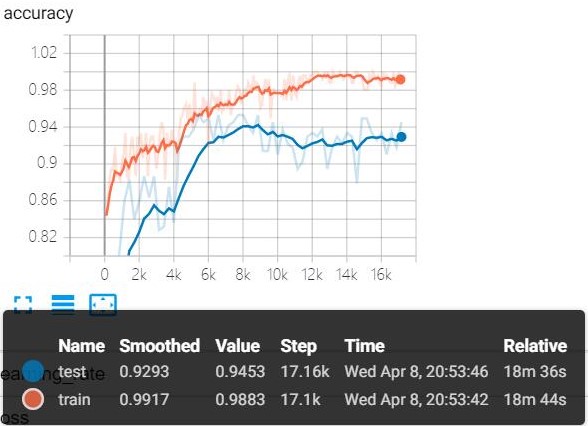 accuracy
1.02
0.98
0.94
0.9
0.86
0.82
0 2k 4k 6k 8k 10k 12k 14k 16k
Name Smoothed Value Step Time Relative
test 0.9293 0.9453 17.16k Wed Apr 8, 20:53:46 18m 36s
train 0.9917 0.9883 17.1k Wed Apr 8, 20:53:42 18m 44s